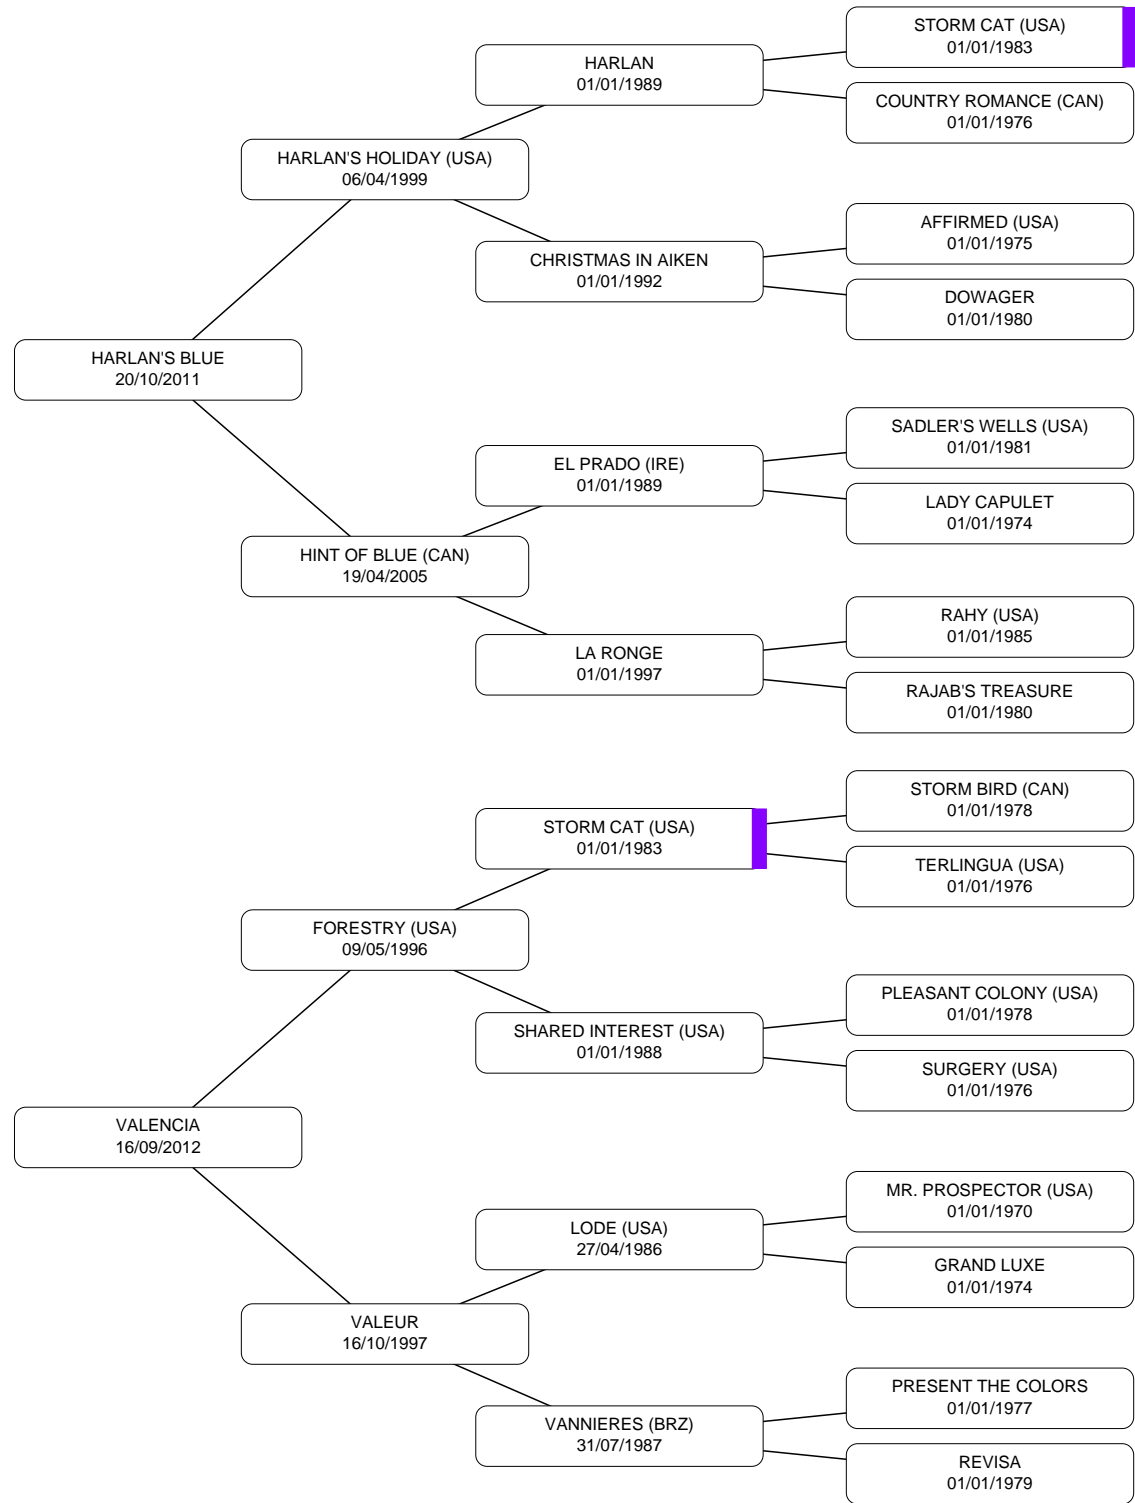 STORM CAT (USA)
01/01/1983
HARLAN
01/01/1989
COUNTRY ROMANCE (CAN)
01/01/1976
HARLAN'S HOLIDAY (USA)
06/04/1999
AFFIRMED (USA)
01/01/1975
CHRISTMAS IN AIKEN
01/01/1992
DOWAGER
01/01/1980
HARLAN'S BLUE
20/10/2011
SADLER'S WELLS (USA)
01/01/1981
EL PRADO (IRE)
01/01/1989
LADY CAPULET
01/01/1974
HINT OF BLUE (CAN)
19/04/2005
RAHY (USA)
01/01/1985
LA RONGE
01/01/1997
RAJAB'S TREASURE
01/01/1980
STORM BIRD (CAN)
01/01/1978
STORM CAT (USA)
01/01/1983
TERLINGUA (USA)
01/01/1976
FORESTRY (USA)
09/05/1996
PLEASANT COLONY (USA)
01/01/1978
SHARED INTEREST (USA)
01/01/1988
SURGERY (USA)
01/01/1976
VALENCIA
16/09/2012
MR. PROSPECTOR (USA)
01/01/1970
LODE (USA)
27/04/1986
GRAND LUXE
01/01/1974
VALEUR
16/10/1997
PRESENT THE COLORS
01/01/1977
VANNIERES (BRZ)
31/07/1987
REVISA
01/01/1979